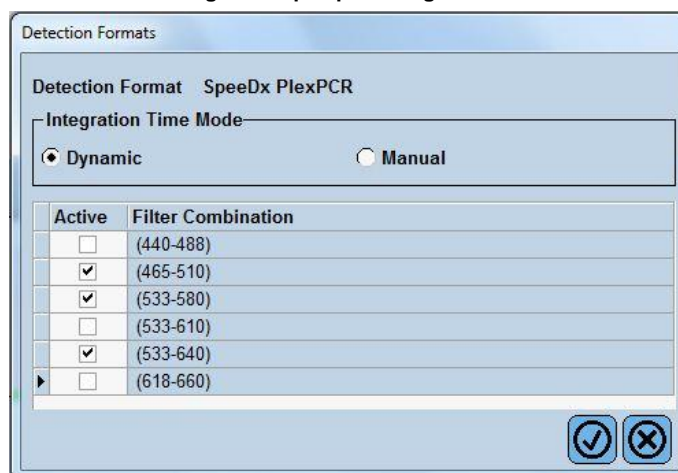 Detection Formats
Detection Format SpeeDx PlexPCR
Integration Time Mode
Dynamic Manual
Active Filter Combination
(440-488)
(465-510)
(533-580)
(533-610)
(533-640)
(618-660)